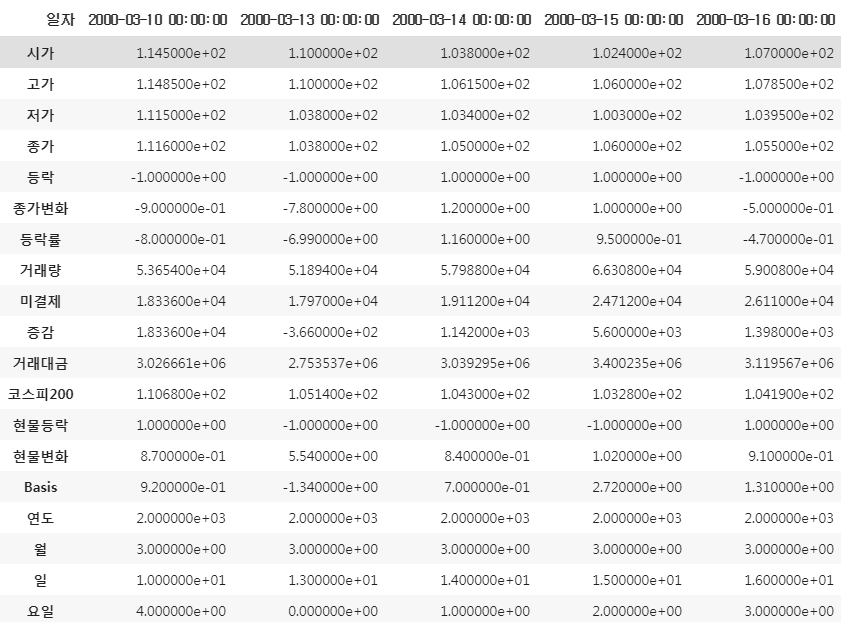 일자 2000-03-10 00:00:00 2000-03-13 00:00:00 2000-03-14 00:00:00 2000-03-15 00:00:00 2000-03-16 00:00:00
시가 1.145000e+02 1.100000e+02 1.038000e+02 1.024000e+02 1.070000e+02
고가 1.148500e+02 1.100000e+02 1.061500e+02 1.060000e+02 1.078500e+02
저가 1.115000e+02 1.038000e+02 1.034000e+02 1.003000e+02 1.039500e+02
종가 1.116000e+02 1.038000e+02 1.050000e+02 1.060000e+02 1.055000e+02
등락 -1.000000e+00 -1.000000e+00 1.000000e+00 1.000000e+00 -1.000000e+00
종가변화 -9.000000e-01 -7.800000e+00 1.200000e+00 1.000000e+00 -5.000000e-01
등락률 -8.000000e-01 -6.990000e+00 1.160000e+00 9.500000e-01 -4.700000e-01
거래량 5.365400e+04 5.189400e+04 5.798800e+04 6.630800e+04 5.900800e+04
미결제 1.833600e+04 1.797000e+04 1.911200e+04 2.471200e+04 2.611000e+04
증감 1.833600e+04 -3.660000e+02 1.142000e+03 5.600000e+03 1.398000e+03
거래대금 3.026661e+06 2.753537e+06 3.039295e+06 3.400235e+06 3.119567e+06
코스피200 1.106800e+02 1.051400e+02 1.043000e+02 1.032800e+02 1.041900e+02
현물등락 1.000000e+00 -1.000000e+00 -1.000000e+00 -1.000000e+00 1.000000e+00
현물변화 8.700000e-01 5.540000e+00 8.400000e-01 1.020000e+00 9.100000e-01
Basis 9.200000e-01 -1.340000e+00 7.000000e-01 2.720000e+00 1.310000e+00
연도 2.000000e+03 2.000000e+03 2.000000e+03 2.000000e+03 2.000000e+03
월 3.000000e+00 3.000000e+00 3.000000e+00 3.000000e+00 3.000000e+00
일 1.000000e+01 1.300000e+01 1.400000e+01 1.500000e+01 1.600000e+01
요일 4.000000e+00 0.000000e+00 1.000000e+00 2.000000e+00 3.000000e+00